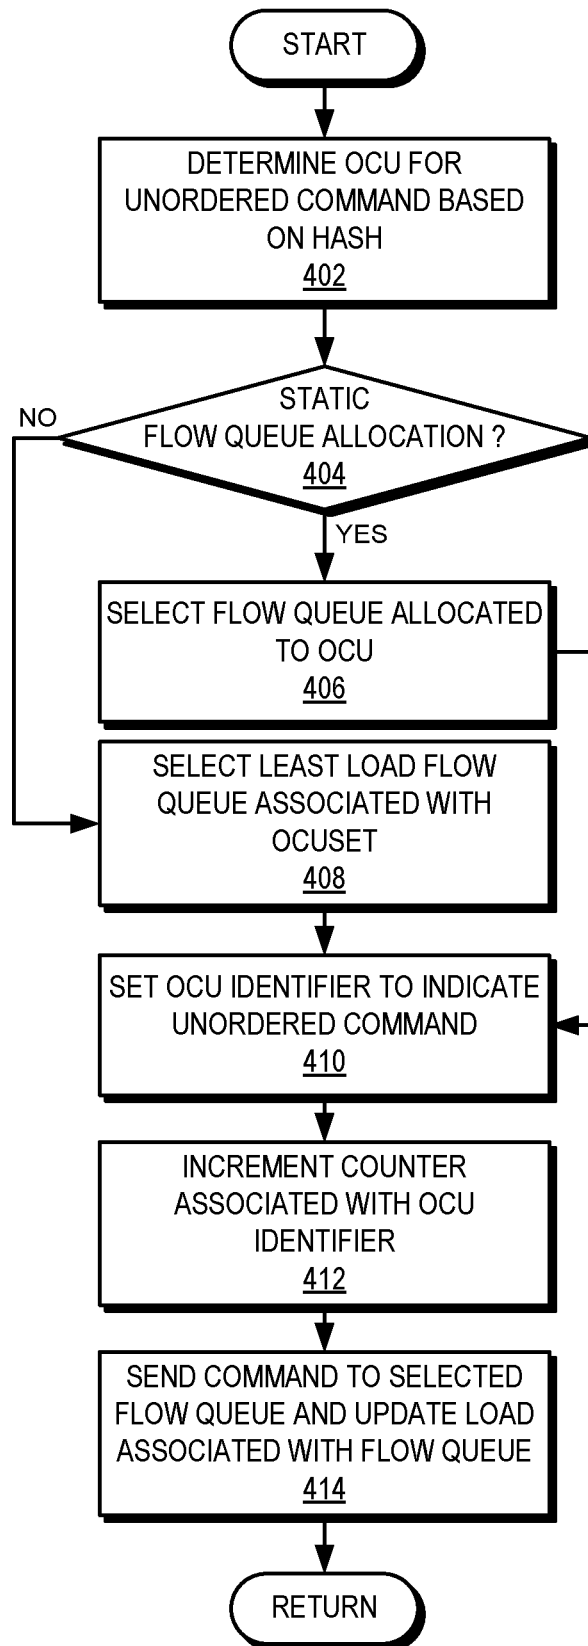 START
DETERMINE OCU FOR
UNORDERED COMMAND BASED
ON HASH
402
STATIC
FLOW QUEUE ALLOCATION ?
404
NO
YES
SELECT FLOW QUEUE ALLOCATED
TO OCU
406
SELECT LEAST LOAD FLOW
QUEUE ASSOCIATED WITH
OCUSET
408
SET OCU IDENTIFIER TO INDICATE
UNORDERED COMMAND
410
INCREMENT COUNTER
ASSOCIATED WITH OCU
IDENTIFIER
412
SEND COMMAND TO SELECTED
FLOW QUEUE AND UPDATE LOAD
ASSOCIATED WITH FLOW QUEUE
414
RETURN